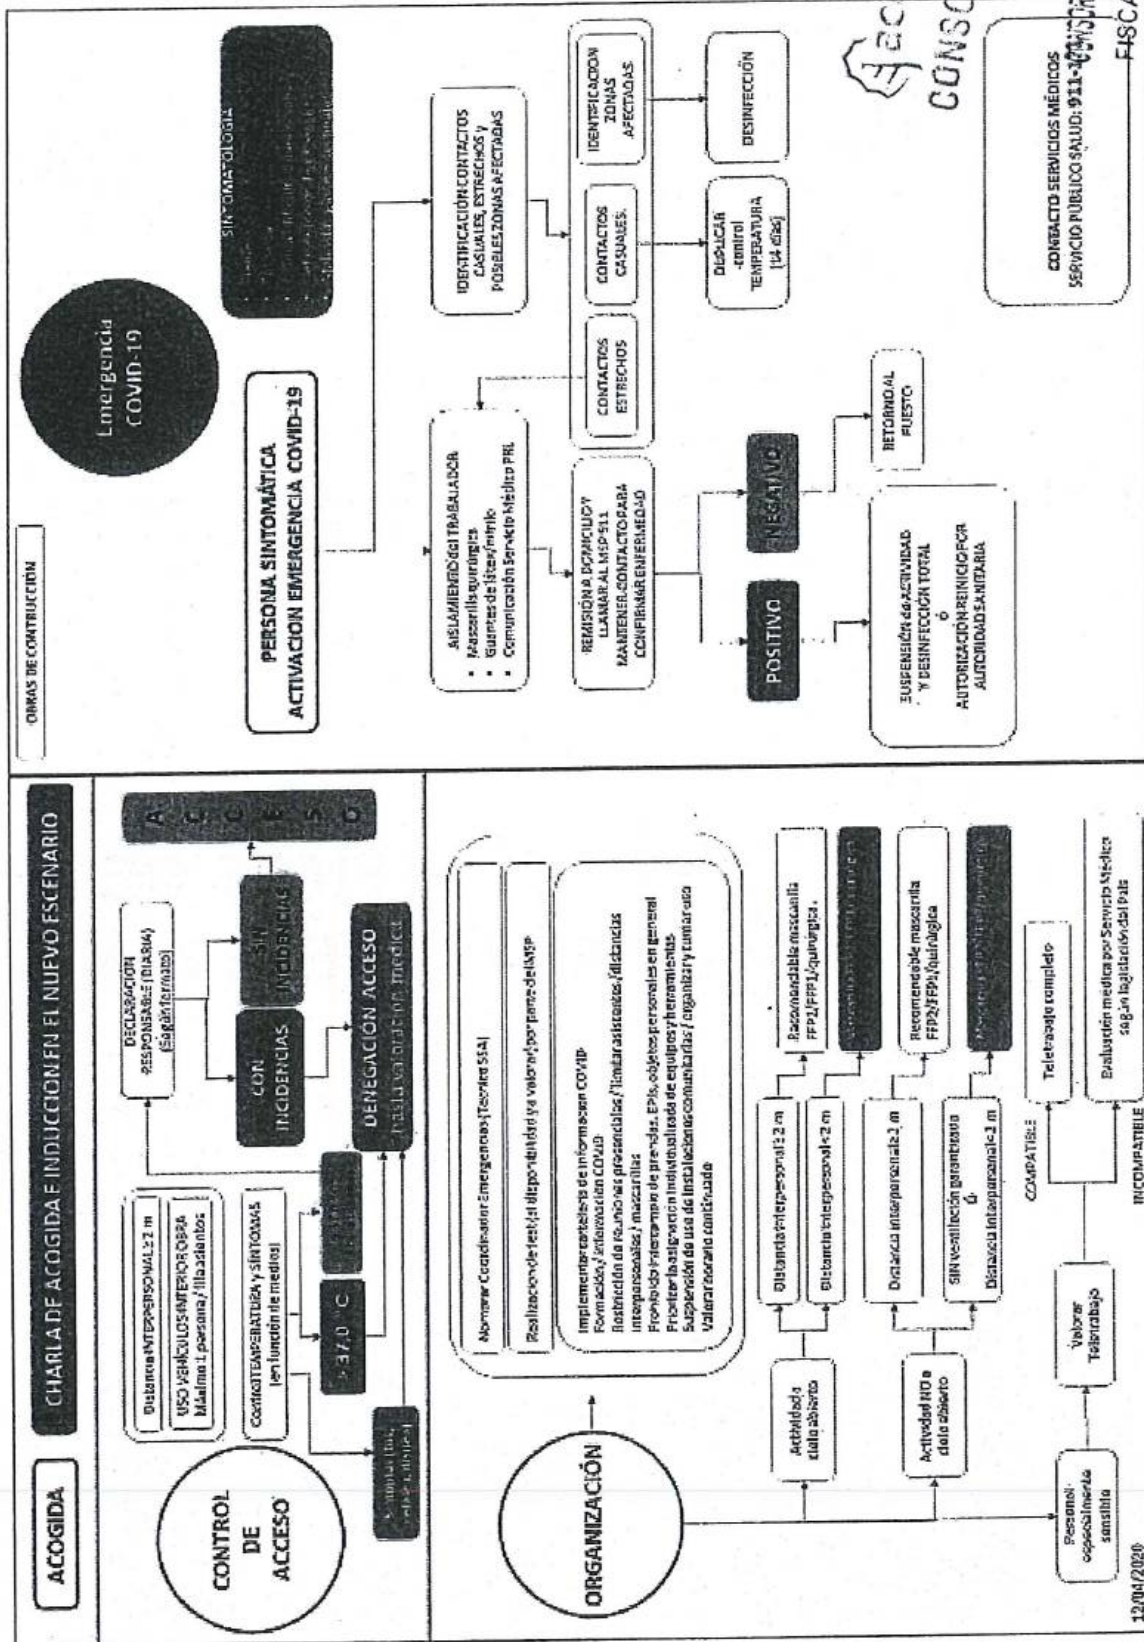 ACOGIDA
CHARLA DE ACOGIDA E INDUCCION EN EL NUEVO ESCENARIO
CONTROL
DE
ACCESO
Distancia INTERPERSONAL ≥ 2 m
USO VEHÍCULOS INTERIOR OBRA
Máximo 1 persona / fila asientos
Control TEMPERATURA y SÍNTOMAS
(en función de medios)
> 37,0 °C
DECLARACIÓN
RESPONSABLE (DIARIA)
(Según formato)
CON
INCIDENCIAS
SIN
INCIDENCIAS
DENEGACIÓN ACCESO
hasta valoración médica
ACCESO
ORGANIZACIÓN
Nombrar Coordinador Emergencias (Tecnico SSA)
Realización de test (si disponibilidad y a valorar) por parte del MSP
Implementar cartelería de información COVID
Formación / información COVID
Restricción de reuniones presenciales / limitar asistentes / distancias
interpersonales / mascarillas
Prohibido intercambio de prendas, EPIs, objetos personales en general
Priorizar la asignación individualizada de equipos y herramientas
Suspensión de uso de instalaciones comunitarias / organizar y turnar uso
Valorar horario continuado
Actividad a
cielo abierto
Distancia interpersonal ≥ 2 m
Recomendable mascarilla
FFP2/FFP1/quirúrgica.
Distancia interpersonal < 2 m
Actividad NO a
cielo abierto
Distancia interpersonal ≥ 2 m
Recomendable mascarilla
FFP2/FFP1/quirúrgica
SIN ventilación garantizada
Ó
Distancia interpersonal < 2 m
Personal
especialmente
sensible
Valorar
Teletrabajo
COMPATIBLE
Teletrabajo completo
INCOMPATIBLE
Evaluación medica por Servicio Médico
según legislación del País
12/04/2020
OBRAS DE CONTRUCCIÓN
Emergencia
COVID-19
PERSONA SINTOMÁTICA
ACTIVACION EMERGENCIA COVID-19
SINTOMATOLOGIA
AISLAMIENTO del TRABAJADOR
▪ Mascarilla quirúrgica
▪ Guantes de látex/nitrilo
▪ Comunicación Servicio Médico PRL
IDENTIFICACIÓN CONTACTOS
CASUALES, ESTRECHOS y
POSIBLES ZONAS AFECTADAS
REMISIÓN A DOMICILIO Y
LLAMAR AL MSP 911
MANTENER CONTACTO PARA
CONFIRMAR ENFERMEDAD
CONTACTOS
ESTRECHOS
CONTACTOS
CASUALES.
IDENTIFICACION
ZONAS
AFECTADAS.
DUPLICAR
control
TEMPERATURA
(14 días)
DESINFECCIÓN
POSITIVO
NEGATIVO
SUSPENSIÓN de ACTIVIDAD
Y DESINFECCIÓN TOTAL
Ó
AUTORIZACIÓN REINICIO POR
AUTORIDAD SANITARIA
RETORNO AL
PUESTO
CONTACTO SERVICIOS MÉDICOS
SERVICIO PÚBLICO SALUD: 911-1